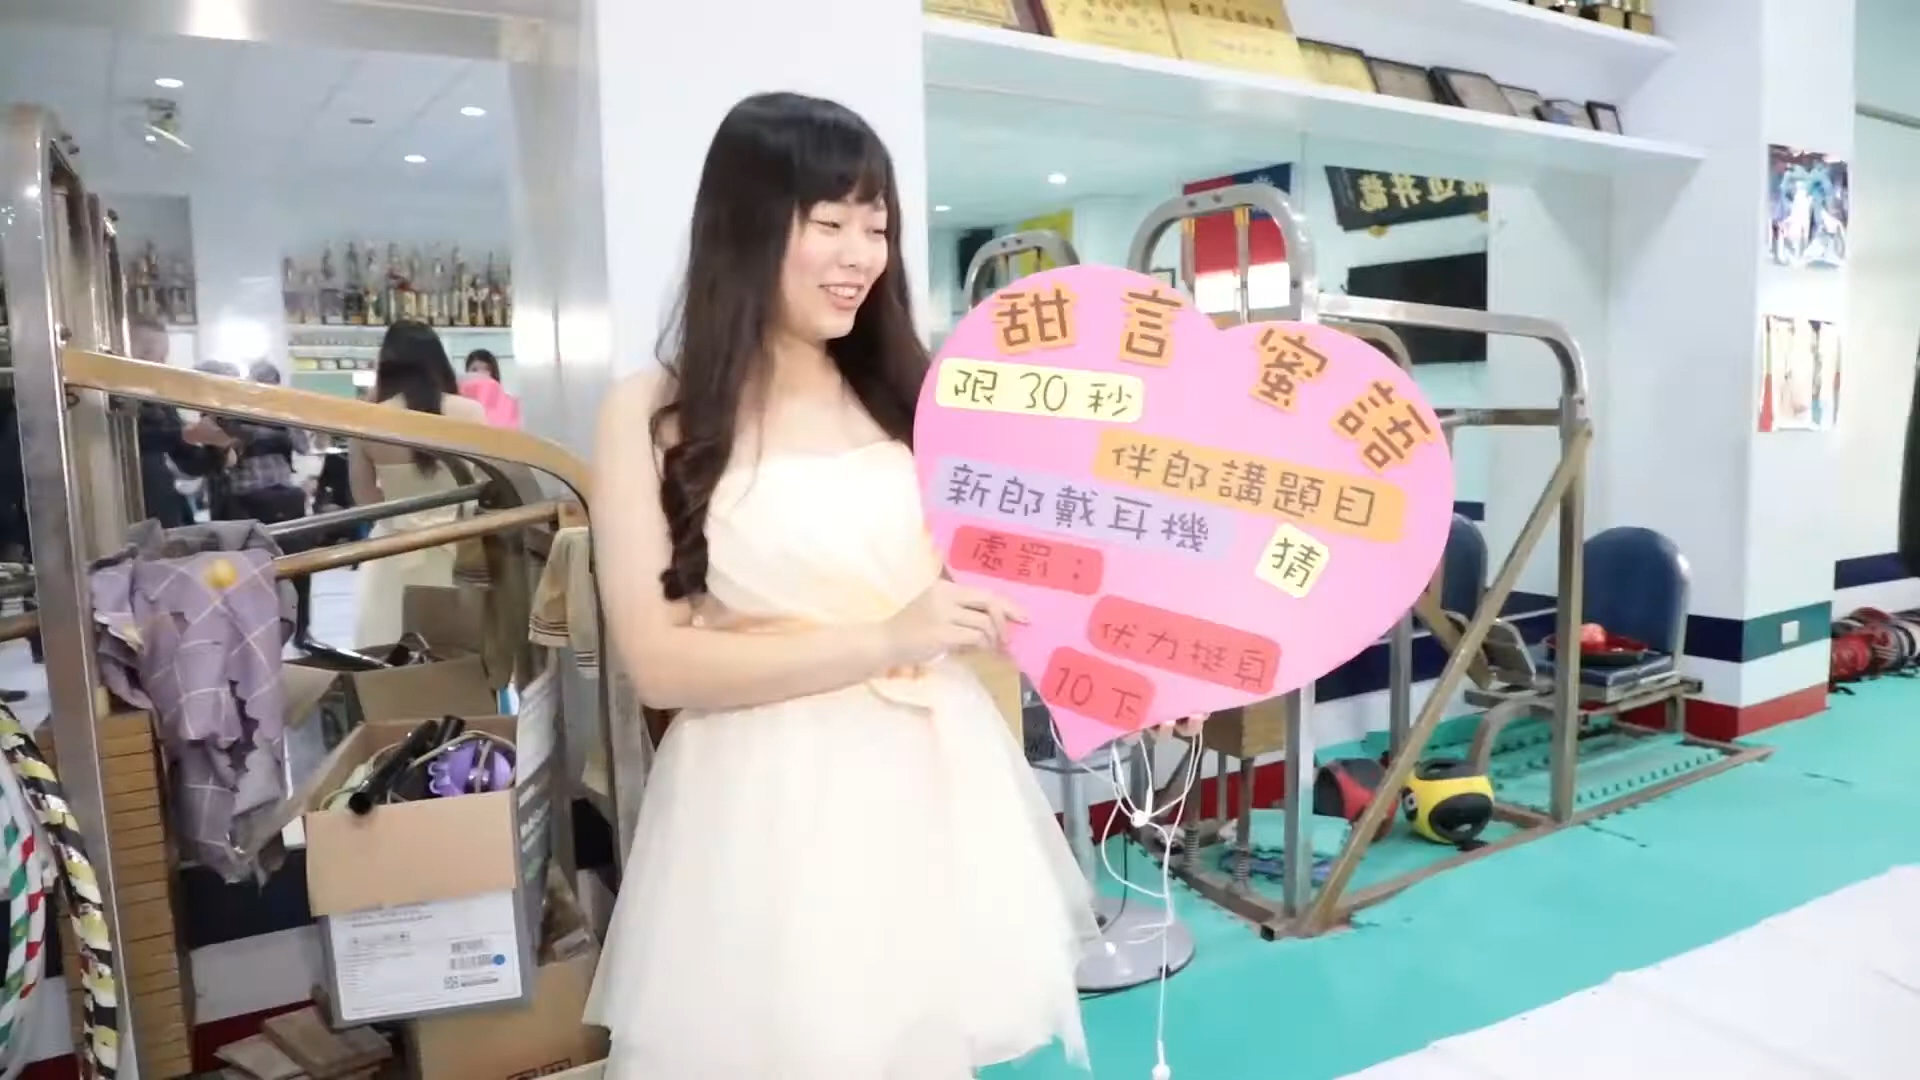 甜言蜜語
限30秒
伴郎講題目
新郎戴耳機 猜
處罰：
伏力挺身
10下